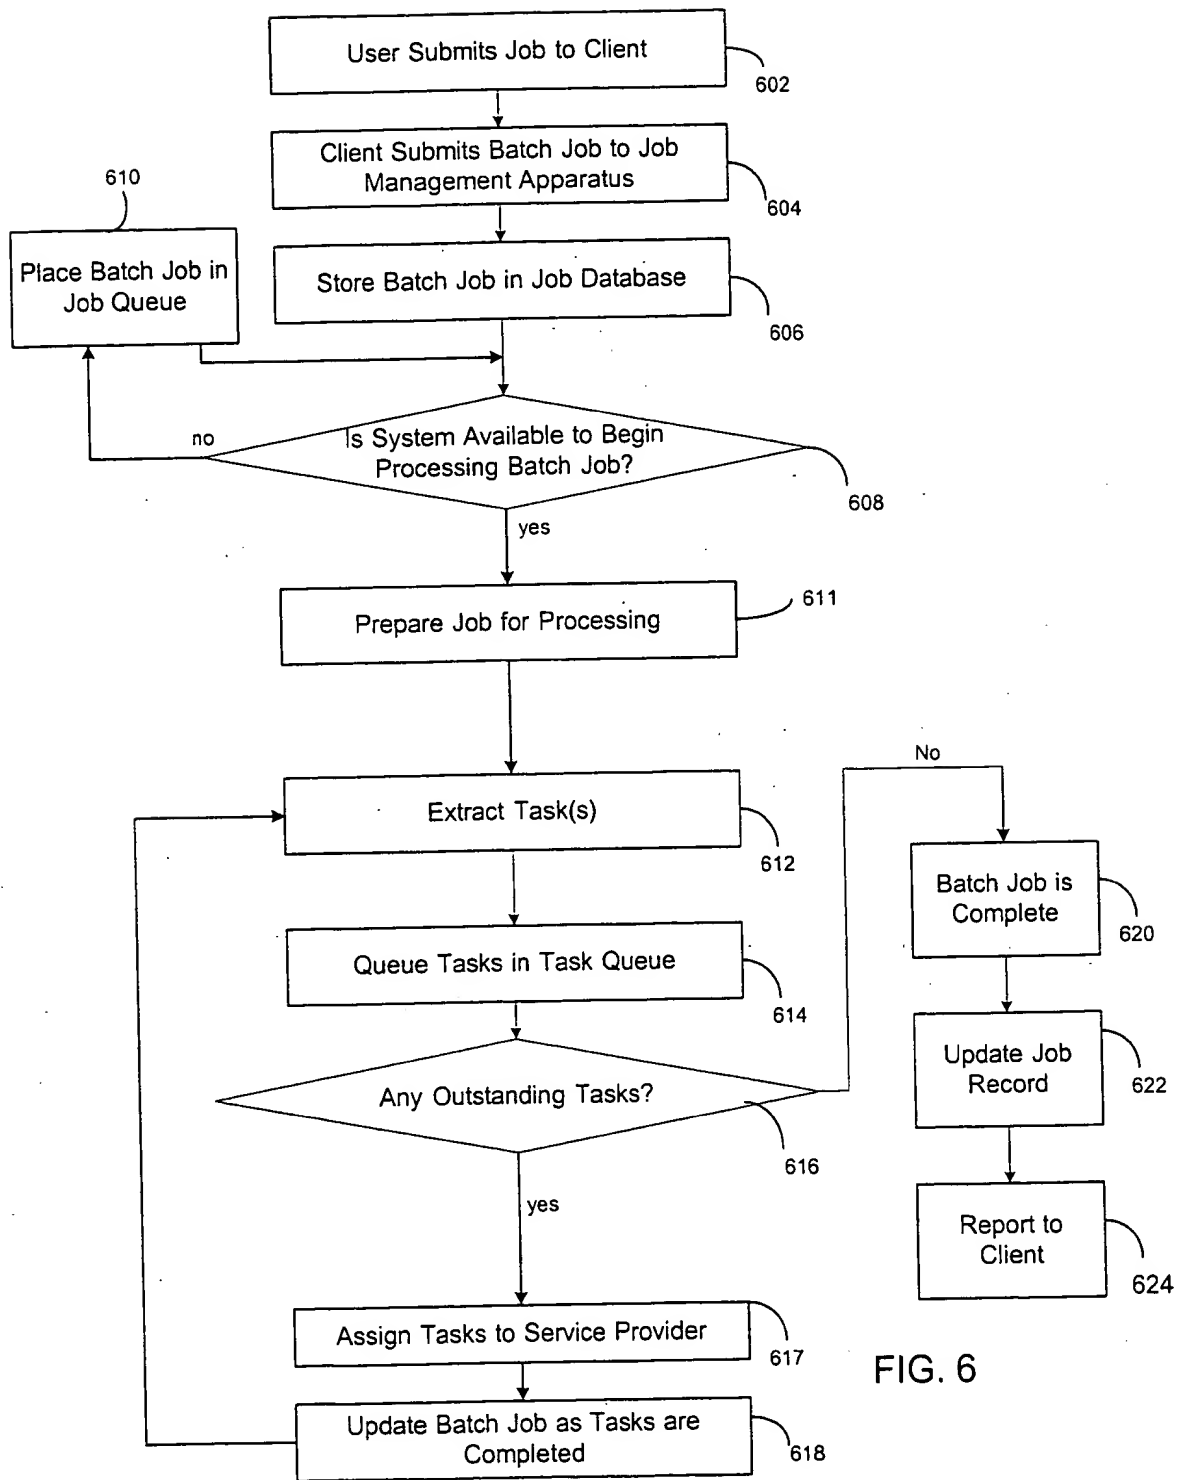 User Submits Job to Client
602
Client Submits Batch Job to Job
Management Apparatus
604
610
Place Batch Job in
Job Queue
Store Batch Job in Job Database
606
no
Is System Available to Begin
Processing Batch Job?
608
yes
Prepare Job for Processing
611
No
Extract Task(s)
612
Batch Job is
Complete
620
Queue Tasks in Task Queue
614
Update Job
Record
622
Any Outstanding Tasks?
616
yes
Report to
Client
624
Assign Tasks to Service Provider
617
FIG. 6
Update Batch Job as Tasks are
Completed
618